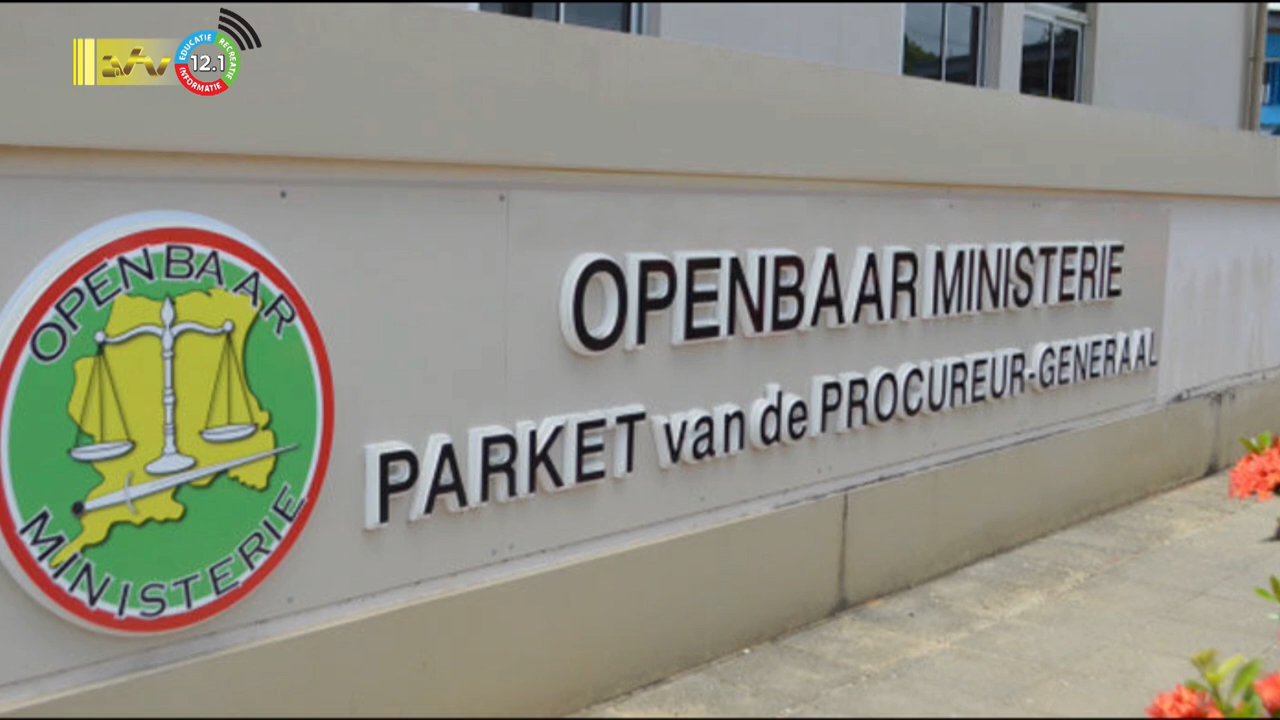 EDUCATIE
RECREATIE
12.1
INFORMATIE
OPENBAAR
MINISTERIE
OPENBAAR MINISTERIE
PARKET van de PROCUREUR-GENERAAL